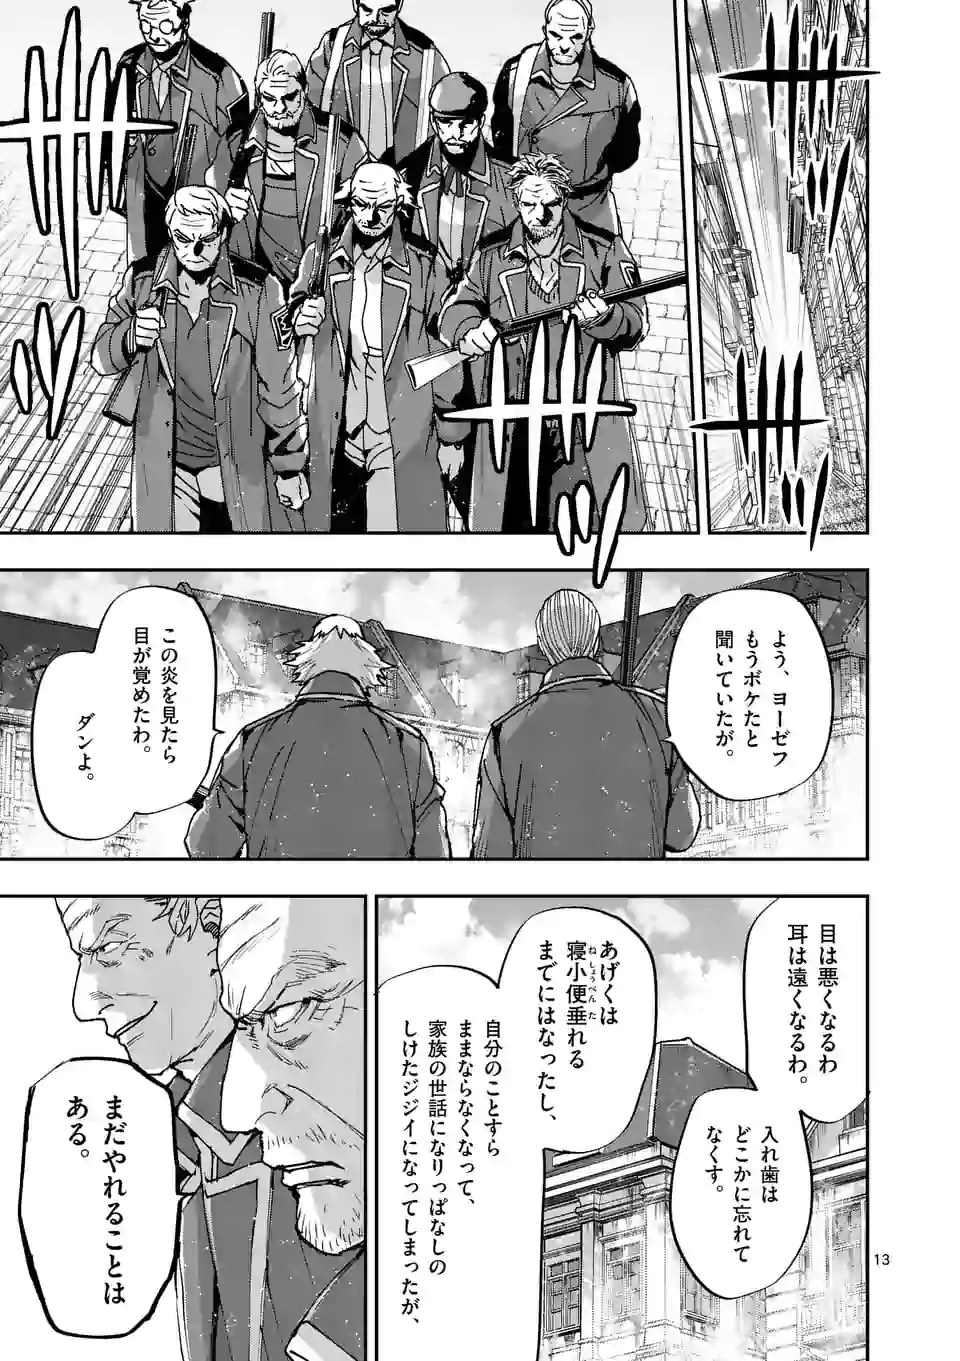 よう、ヨーゼフ
もうボケたと
聞いていたが。
この炎を見たら
目が覚めたわ。
ダンよ。
目は悪くなるわ
耳は遠くなるわ。
入れ歯は
どこかに忘れて
なくす。
あげくは
寝小便垂れる
までにはなったし、
自分のことすら
ままならなくなって、
家族の世話になりっぱなしの
しけたジジイになってしまったが、
まだやれることは
ある。
13